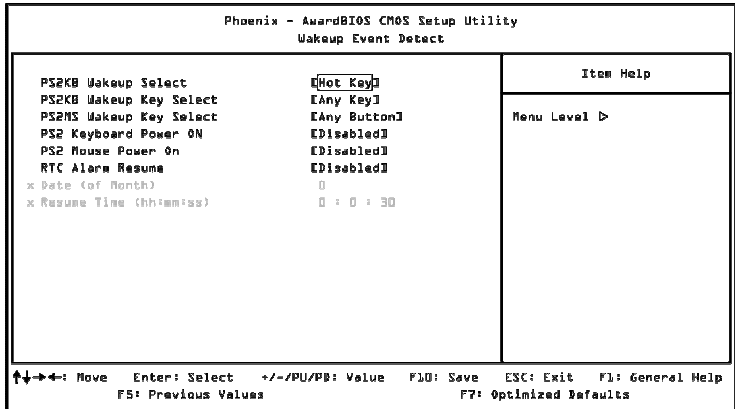 Phoenix - AwardBIOS CMOS Setup Utility
Wakeup Event Detect
Item Help
PS2KB Wakeup Select [Hot Key]
PS2KB Wakeup Key Select [Any Key]
PS2MS Wakeup Key Select [Any Button]
PS2 Keyboard Power ON [Disabled]
PS2 Mouse Power On [Disabled]
RTC Alarm Resume [Disabled]
x Date (of Month) 0
x Resume Time (hh:mm:ss) 0 : 0 : 30
Menu Level ▷
↑↓→←: Move Enter: Select +/-/PU/PD: Value F10: Save ESC: Exit F1: General Help
F5: Previous Values F7: Optimized Defaults